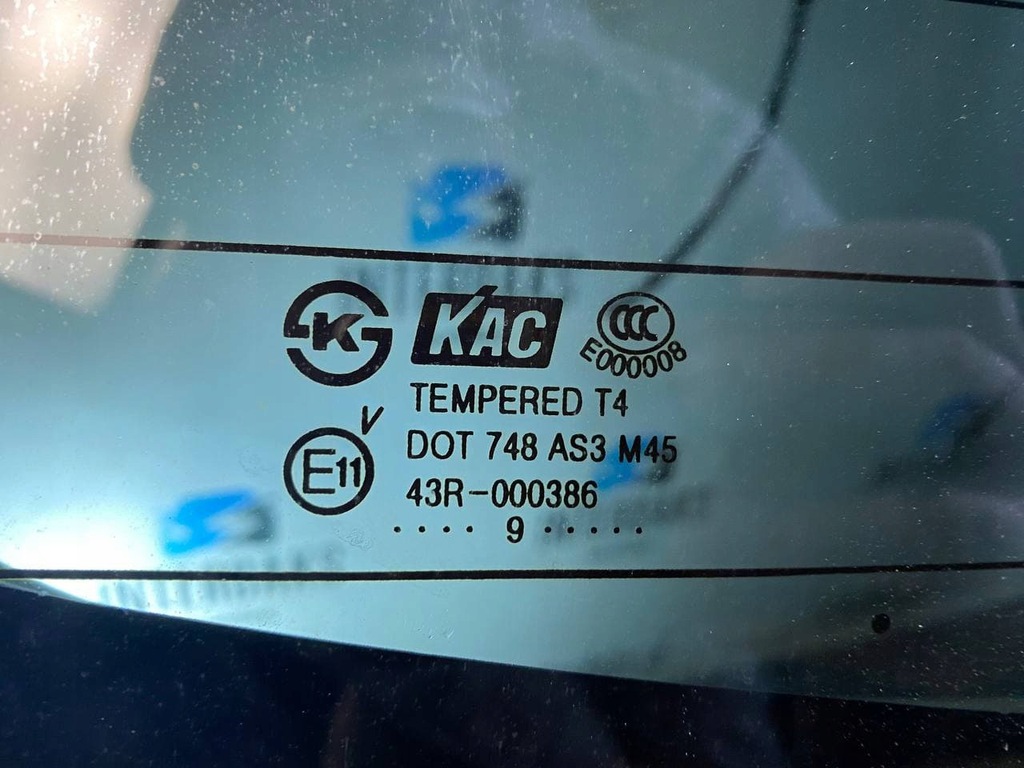 K KAC CCC
E000008
TEMPERED T4
V
DOT 748 AS3 M45
E11
43R-000386
.... 9 .....